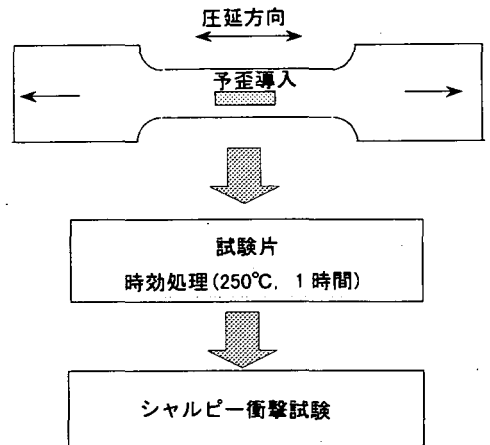 圧延方向
予歪導入
試験片
時効処理(250℃, 1時間)
シャルピー衝撃試験